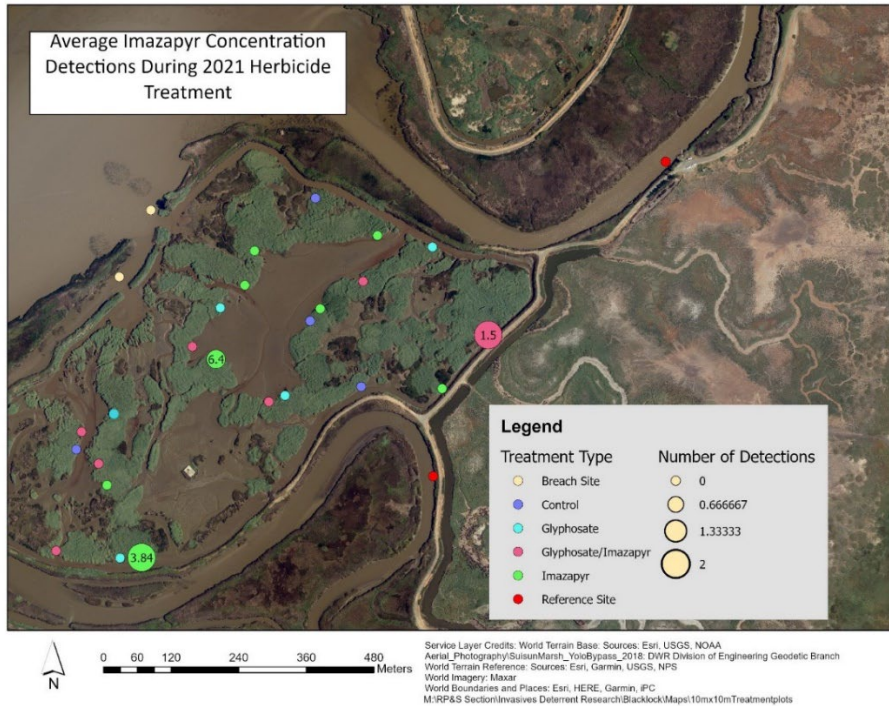 Average Imazapyr Concentration
Detections During 2021 Herbicide
Treatment
1.5
6.4
3.84
Legend
Treatment Type
Breach Site
Control
Glyphosate
Glyphosate/Imazapyr
Imazapyr
Reference Site
Number of Detections
0
0.666667
1.33333
2
N
0 60 120 240 360 480
Meters
Service Layer Credits: World Terrain Base: Sources: Esri, USGS, NOAA
Aerial_Photography\SuisunMarsh_YoloBypass_2018: DWR Division of Engineering Geodetic Branch
World Terrain Reference: Sources: Esri, Garmin, USGS, NPS
World Imagery: Maxar
World Boundaries and Places: Esri, HERE, Garmin, iPC
M:\RP&S Section\Invasives Deterrent Research\Blacklock\Maps\10mx10mTreatmentplots